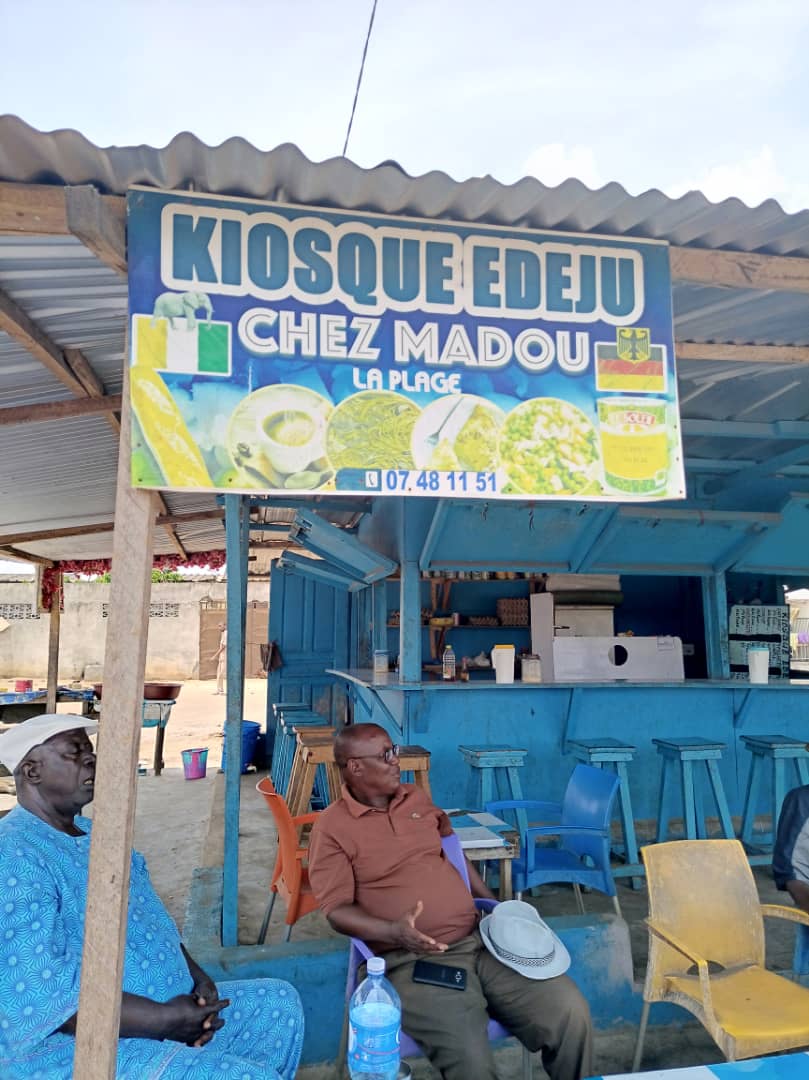 KIOSQUE EDEJU
CHEZ MADOU
LA PLAGE
07 48 11 51